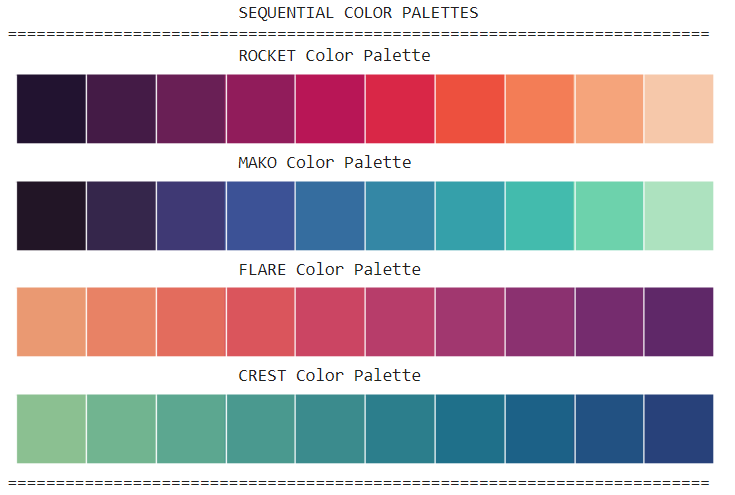 SEQUENTIAL COLOR PALETTES
=========================================================================
ROCKET Color Palette
MAKO Color Palette
FLARE Color Palette
CREST Color Palette
=========================================================================